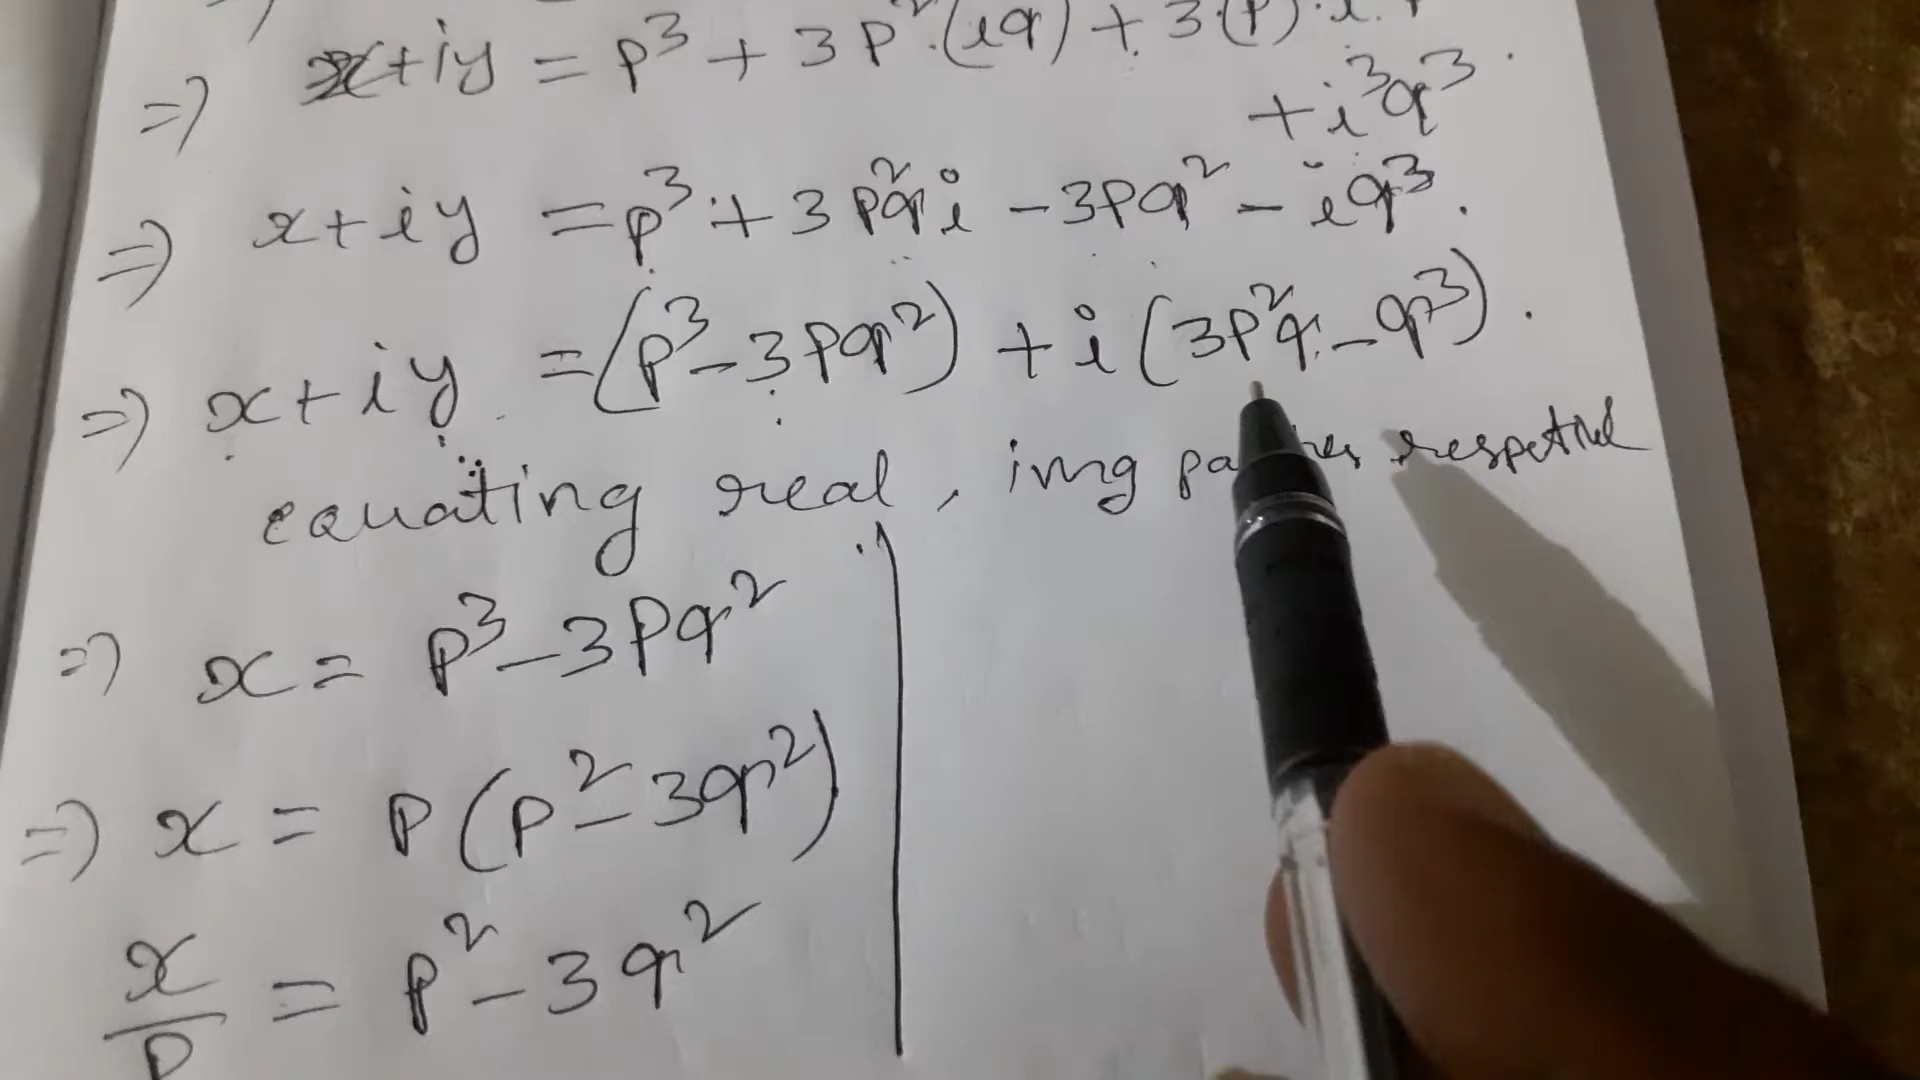 ⇒ x+iy = p³ + 3p².(iq) + 3(p).i.
+i³q³.
⇒ x+iy = p³ + 3p²qi - 3pq² - iq³.
⇒ x+iy = (p³-3pq²) + i(3p²q-q³).
equating real, img
⇒ x = p³-3pq²
⇒ x = p(p²-3q²)
x/p = p²-3q²